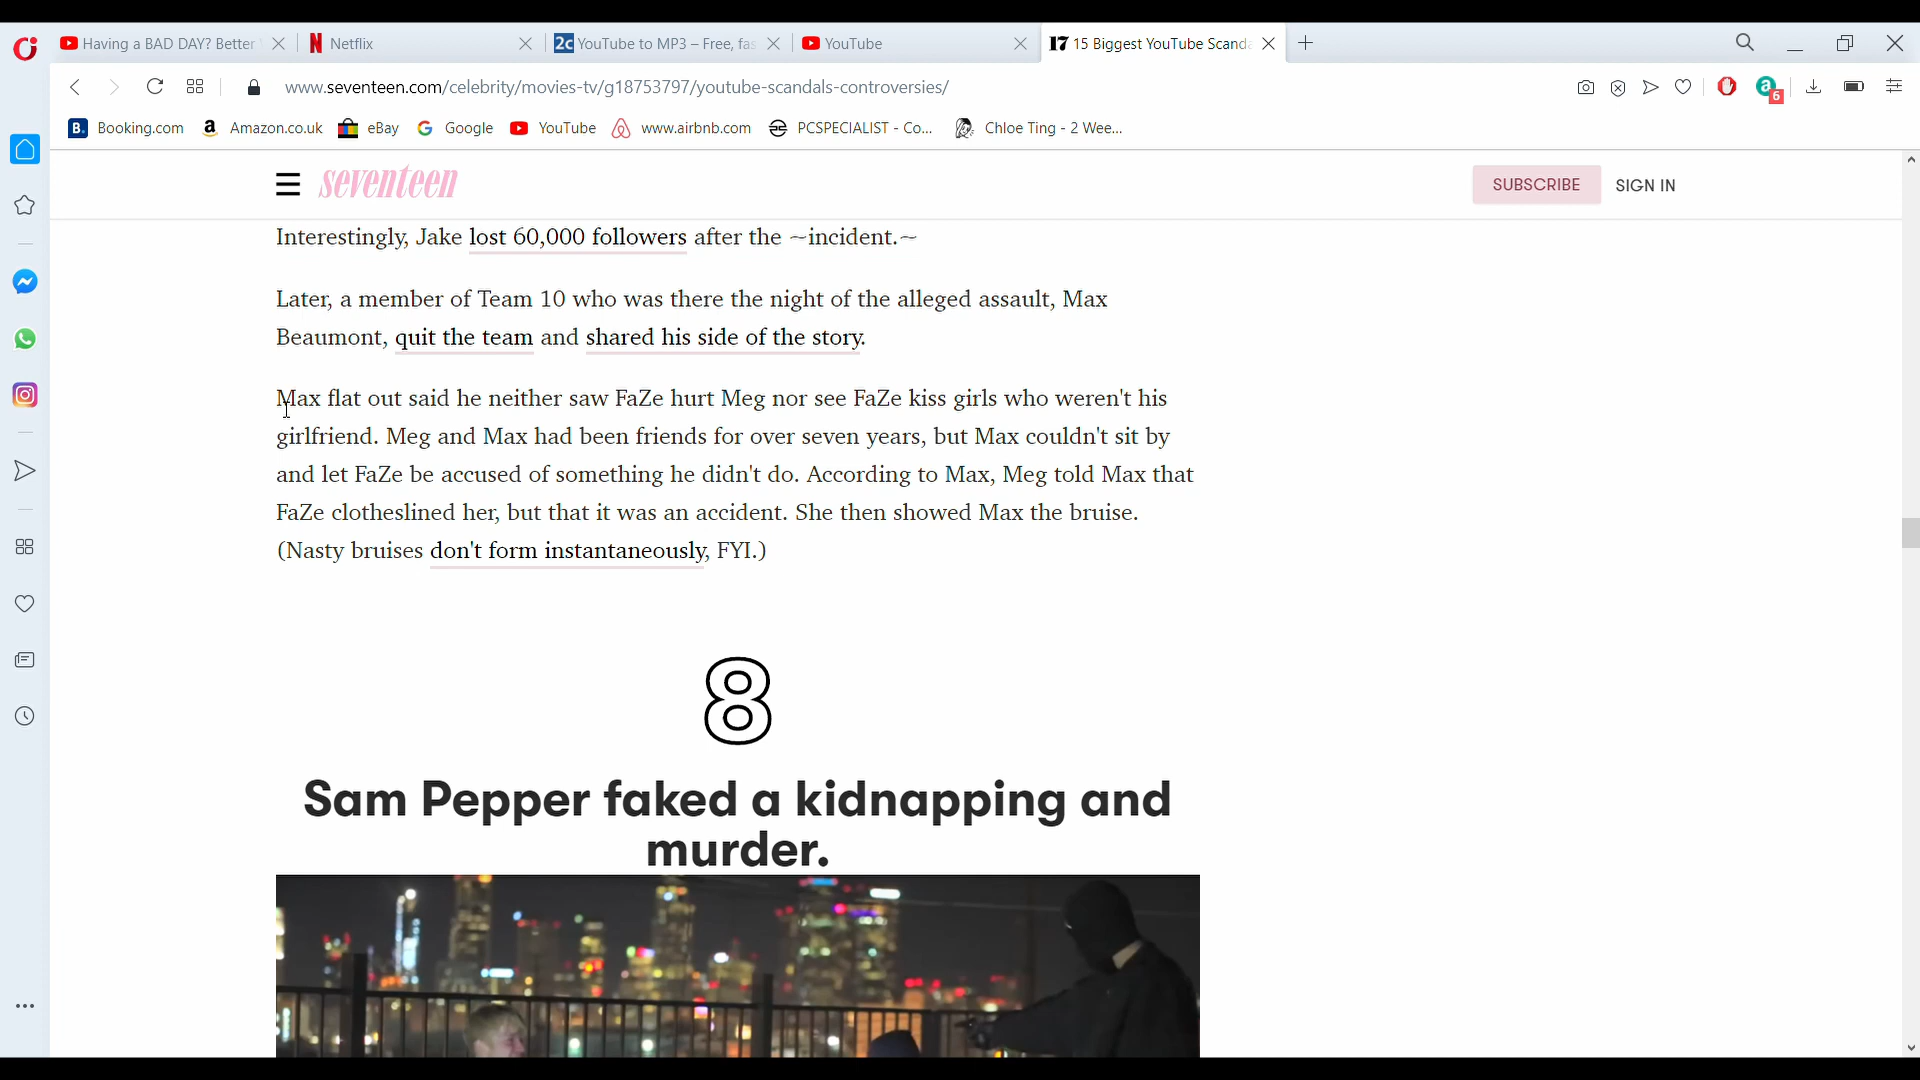 Having a BAD DAY? Better
Netflix
2c YouTube to MP3 – Free, fas
YouTube
17 15 Biggest YouTube Scanda
www.seventeen.com/celebrity/movies-tv/g18753797/youtube-scandals-controversies/
6
B. Booking.com
a Amazon.co.uk
eBay
G Google
YouTube
www.airbnb.com
PCSPECIALIST - Co...
Chloe Ting - 2 Wee...
seventeen
SUBSCRIBE
SIGN IN
Interestingly, Jake lost 60,000 followers after the ~incident.~
Later, a member of Team 10 who was there the night of the alleged assault, Max
Beaumont, quit the team and shared his side of the story.
Max flat out said he neither saw FaZe hurt Meg nor see FaZe kiss girls who weren't his
girlfriend. Meg and Max had been friends for over seven years, but Max couldn't sit by
and let FaZe be accused of something he didn't do. According to Max, Meg told Max that
FaZe clotheslined her, but that it was an accident. She then showed Max the bruise.
(Nasty bruises don't form instantaneously, FYI.)
8
Sam Pepper faked a kidnapping and
murder.